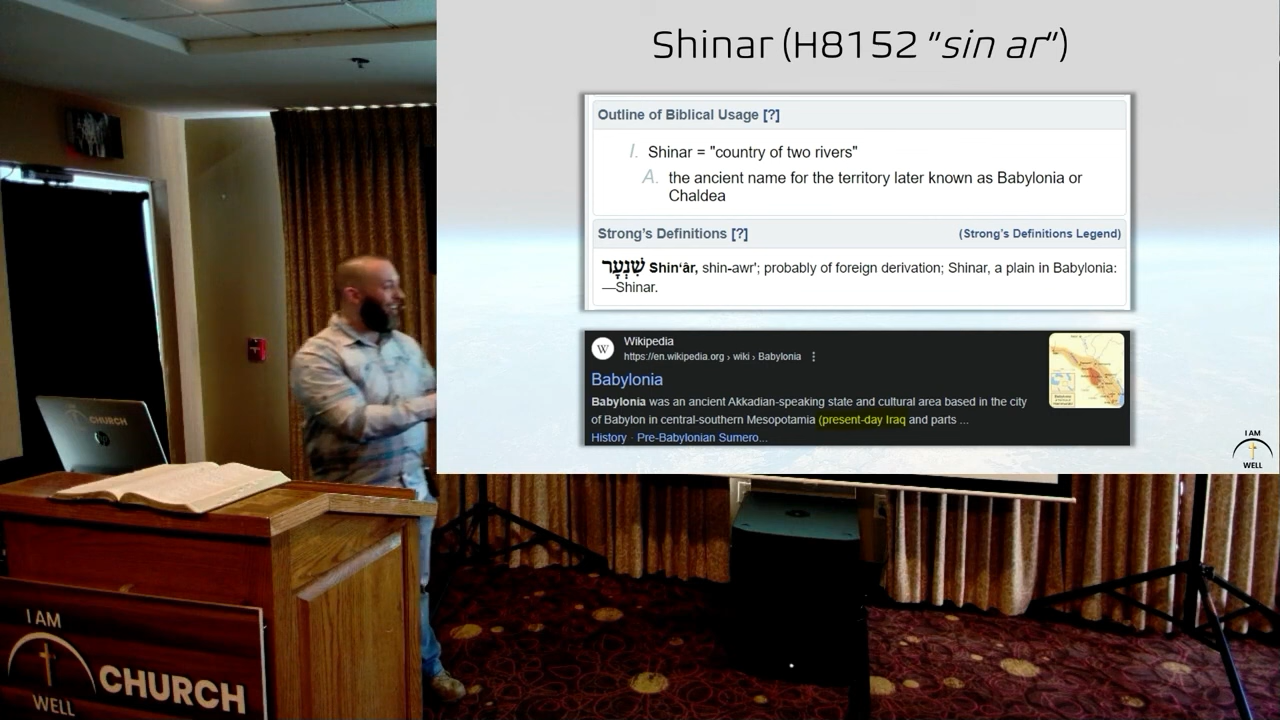 Shinar (H8152 "sin ar")
Outline of Biblical Usage [?]
I. Shinar = "country of two rivers"
A. the ancient name for the territory later known as Babylonia or
Chaldea
Strong's Definitions [?] (Strong's Definitions Legend)
שִׁנְעָר Shinʻâr, shin-awr'; probably of foreign derivation; Shinar, a plain in Babylonia:
—Shinar.
W Wikipedia
https://en.wikipedia.org › wiki › Babylonia
Babylonia
Babylonia was an ancient Akkadian-speaking state and cultural area based in the city
of Babylon in central-southern Mesopotamia (present-day Iraq and parts ...
History · Pre-Babylonian Sumero...
I AM
WELL
CHURCH
hp
I AM
CHURCH
WELL